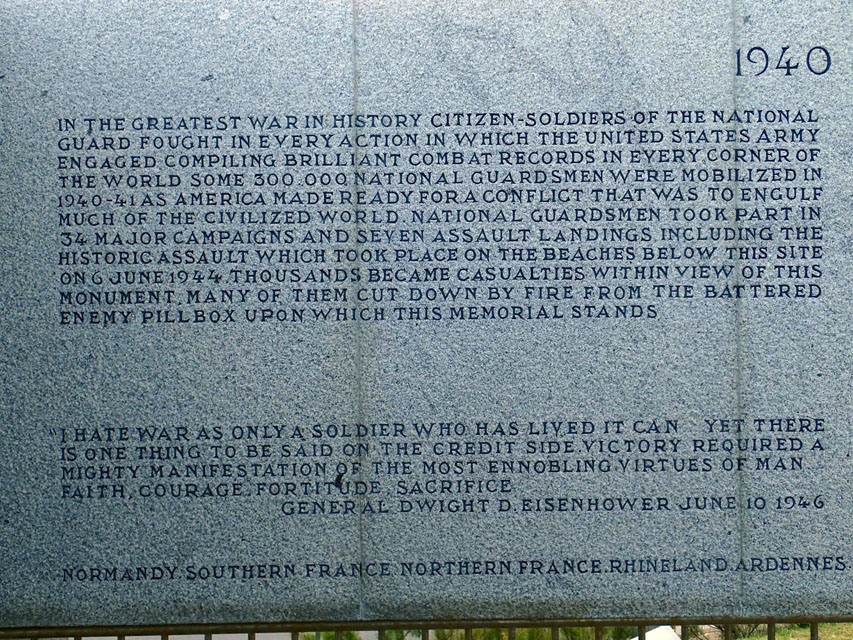 1940
IN THE GREATEST WAR IN HISTORY CITIZEN-SOLDIERS OF THE NATIONAL
GUARD FOUGHT IN EVERY ACTION IN WHICH THE UNITED STATES ARMY
ENGAGED COMPILING BRILLIANT COMBAT RECORDS IN EVERY CORNER OF
THE WORLD SOME 300.000 NATIONAL GUARDSMEN WERE MOBILIZED IN
1940-41 AS AMERICA MADE READY FOR A CONFLICT THAT WAS TO ENGULF
MUCH OF THE CIVILIZED WORLD. NATIONAL GUARDSMEN TOOK PART IN
34 MAJOR CAMPAIGNS AND SEVEN ASSAULT LANDINGS INCLUDING THE
HISTORIC ASSAULT WHICH TOOK PLACE ON THE BEACHES BELOW THIS SITE
ON 6 JUNE 1944. THOUSANDS BECAME CASUALTIES WITHIN VIEW OF THIS
MONUMENT, MANY OF THEM CUT DOWN BY FIRE FROM THE BATTERED
ENEMY PILLBOX UPON WHICH THIS MEMORIAL STANDS
"I HATE WAR AS ONLY A SOLDIER WHO HAS LIVED IT CAN YET THERE
IS ONE THING TO BE SAID ON THE CREDIT SIDE. VICTORY REQUIRED A
MIGHTY MANIFESTATION OF THE MOST ENNOBLING VIRTUES OF MAN
FAITH, COURAGE. FORTITUDE, SACRIFICE
GENERAL DWIGHT D. EISENHOWER JUNE 10 1946
NORMANDY. SOUTHERN FRANCE NORTHERN FRANCE. RHINELAND. ARDENNES.